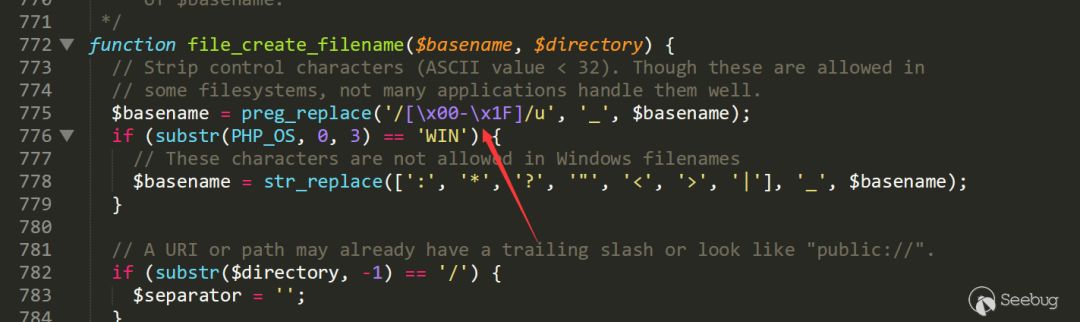 770      of $basename.
771  */
772 function file_create_filename($basename, $directory) {
773   // Strip control characters (ASCII value < 32). Though these are allowed in
774   // some filesystems, not many applications handle them well.
775   $basename = preg_replace('/[\x00-\x1F]/u', '_', $basename);
776   if (substr(PHP_OS, 0, 3) == 'WIN') {
777     // These characters are not allowed in Windows filenames
778     $basename = str_replace([':', '*', '?', '"', '<', '>', '|'], '_', $basename);
779   }
780
781   // A URI or path may already have a trailing slash or look like "public://".
782   if (substr($directory, -1) == '/') {
783     $separator = '';
784   }
Seebug